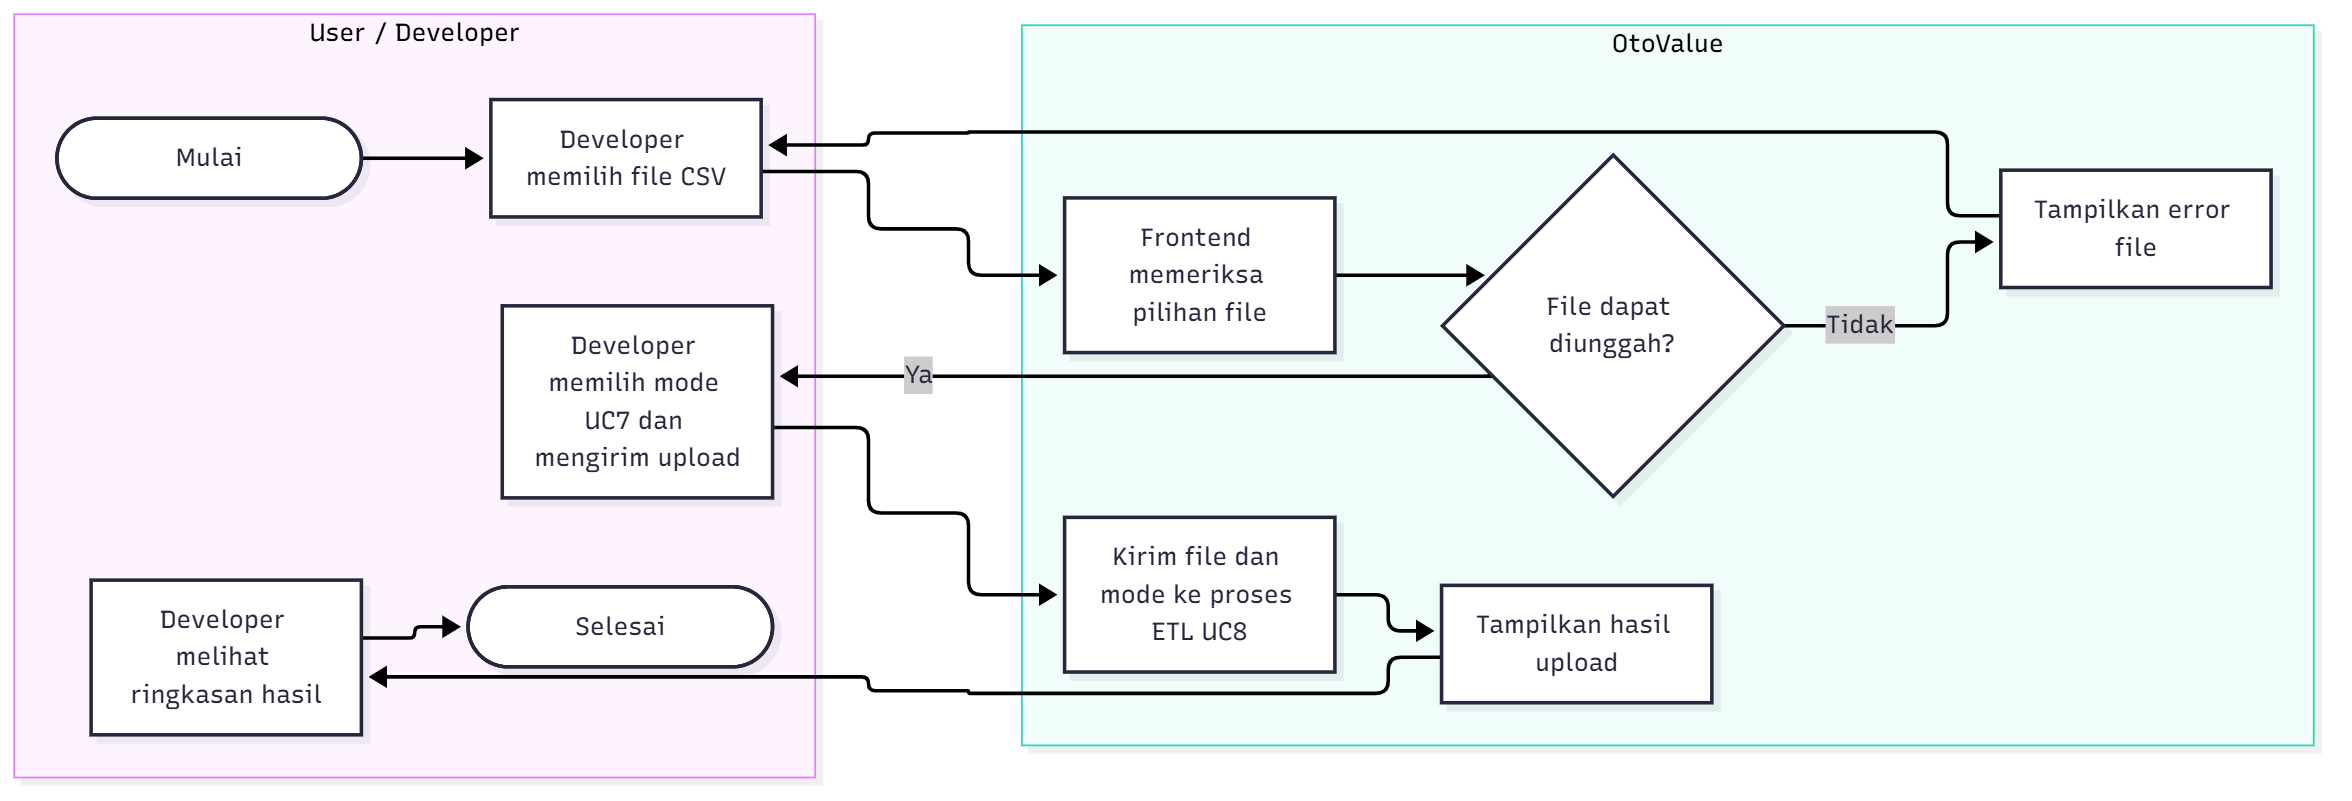 User / Developer
OtoValue
Mulai
Developer
memilih file CSV
Frontend
memeriksa
pilihan file
File dapat
diunggah?
Tidak
Tampilkan error
file
Ya
Developer
memilih mode
UC7 dan
mengirim upload
Kirim file dan
mode ke proses
ETL UC8
Tampilkan hasil
upload
Developer
melihat
ringkasan hasil
Selesai